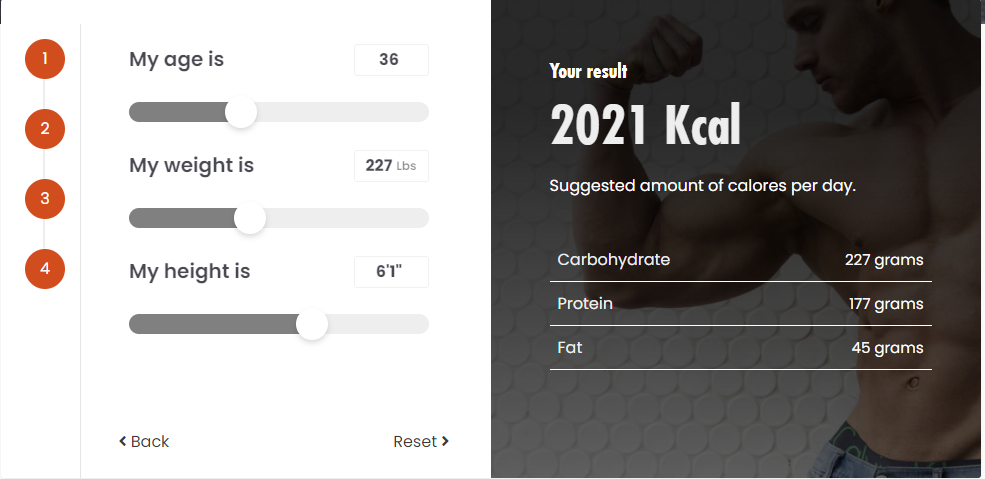 1
2
3
4
My age is 36
My weight is 227 Lbs
My height is 6'1"
Back Reset
Your result
2021 Kcal
Suggested amount of calores per day.
Carbohydrate 227 grams
Protein 177 grams
Fat 45 grams